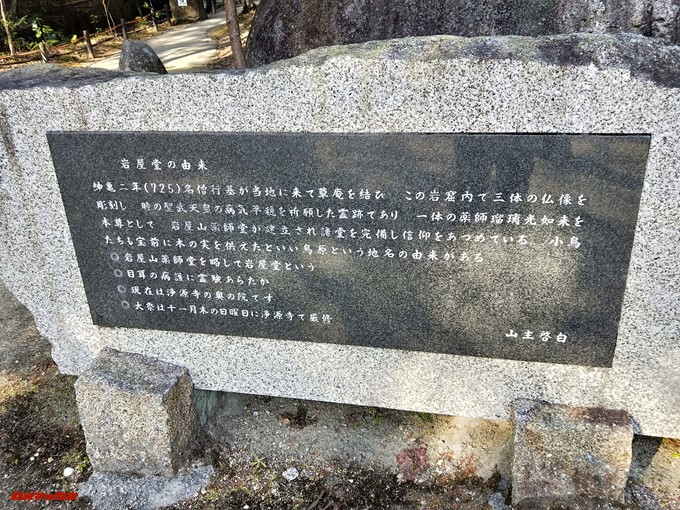 岩屋堂の由来
神亀二年(725)名僧行基が当地に来て草庵を結び この岩窟内で三体の仏像を
彫刻し 時の聖武天皇の病気平穏を祈願した霊跡であり 一体の薬師瑠璃光如来を
本尊として 岩屋山薬師堂が建立され諸堂を完備し信仰をあつめている 小鳥
たちも宝前に木の実を供えたといい鳥原という地名の由来がある
◎岩屋山薬師堂を略して岩屋堂という
◎目耳の病護に霊験あらたか
◎現在は浄源寺の奥の院です
◎大祭は十一月末の日曜日に浄源寺で厳修
山主啓白